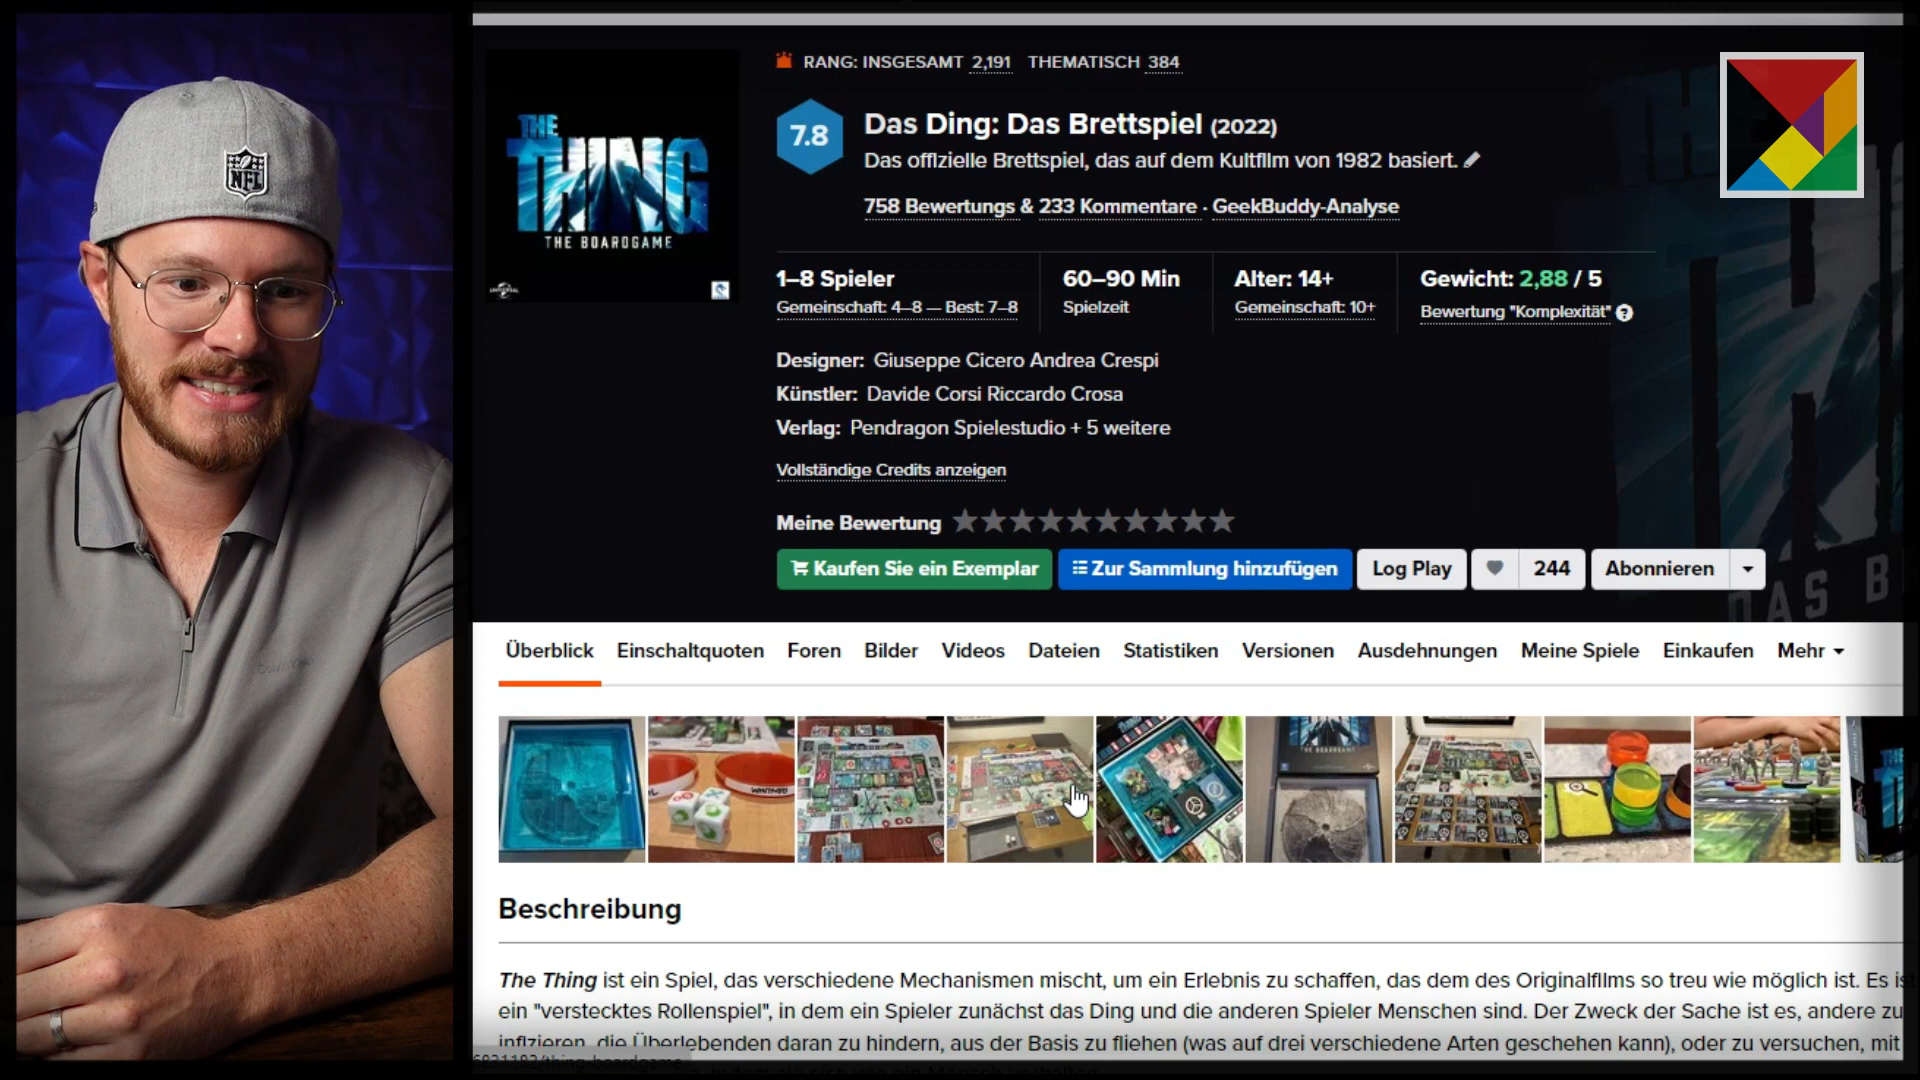 RANG: INSGESAMT 2,191 THEMATISCH 384
THE
THING
THE BOARDGAME
UNIVERSAL
7.8
Das Ding: Das Brettspiel (2022)
Das offizielle Brettspiel, das auf dem Kultfilm von 1982 basiert.
758 Bewertungs & 233 Kommentare · GeekBuddy-Analyse
1–8 Spieler
Gemeinschaft: 4–8 — Best: 7–8
60–90 Min
Spielzeit
Alter: 14+
Gemeinschaft: 10+
Gewicht: 2,88 / 5
Bewertung "Komplexität" ?
Designer: Giuseppe Cicero Andrea Crespi
Künstler: Davide Corsi Riccardo Crosa
Verlag: Pendragon Spielestudio + 5 weitere
Vollständige Credits anzeigen
Meine Bewertung
Kaufen Sie ein Exemplar
Zur Sammlung hinzufügen
Log Play
244
Abonnieren
DAS B
NFL
Überblick Einschaltquoten Foren Bilder Videos Dateien Statistiken Versionen Ausdehnungen Meine Spiele Einkaufen Mehr
Beschreibung
The Thing ist ein Spiel, das verschiedene Mechanismen mischt, um ein Erlebnis zu schaffen, das dem des Originalfilms so treu wie möglich ist. Es ist
ein "verstecktes Rollenspiel", in dem ein Spieler zunächst das Ding und die anderen Spieler Menschen sind. Der Zweck der Sache ist es, andere zu
infizieren, die Überlebenden daran zu hindern, aus der Basis zu fliehen (was auf drei verschiedene Arten geschehen kann), oder zu versuchen, mit